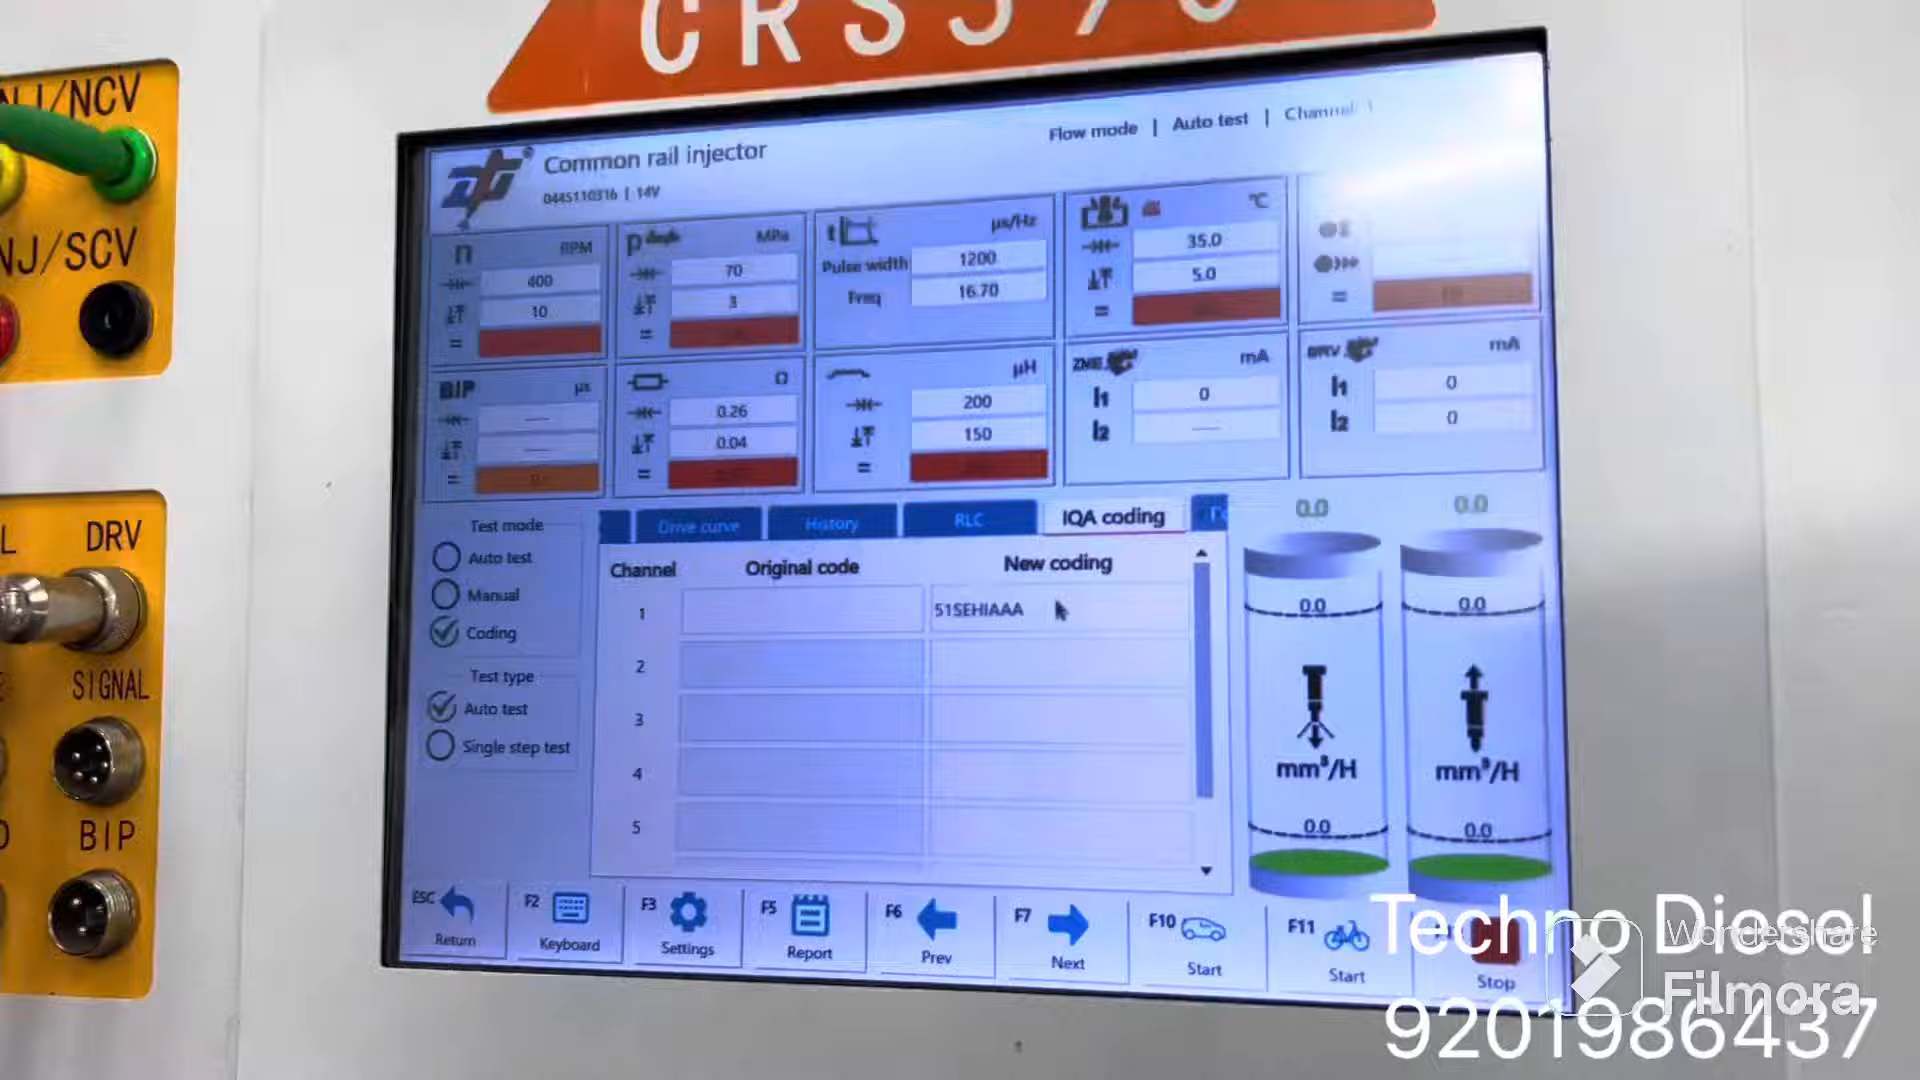 NJ/NCV
NJ/SCV
DRV
SIGNAL
BIP
Common rail injector
0445110316 | 14V
Flow mode | Auto test | Channel
n RPM
400
10
=
P MPa
70
3
=
t µs/Hz
Pulse width 1200
Freq 16.70
°C
35.0
5.0
=
=
BIP µs
----
----
= 0
Ω
0.26
0.04
=
µH
200
150
=
ZME mA
I1 0
I2 ----
DRV mA
I1 0
I2 0
Test mode
Auto test
Manual
Coding
Test type
Auto test
Single step test
Drive curve
History
RLC
IQA coding
Channel Original code New coding
1 51SEHIAAA
2
3
4
5
0.0 0.0
0.0 0.0
mm³/H mm³/H
0.0 0.0
ESC Return
F2 Keyboard
F3 Settings
F5 Report
F6 Prev
F7 Next
F10 Start
F11 Start
Stop
Techno Diesel
9201986437
Wondershare
Filmora